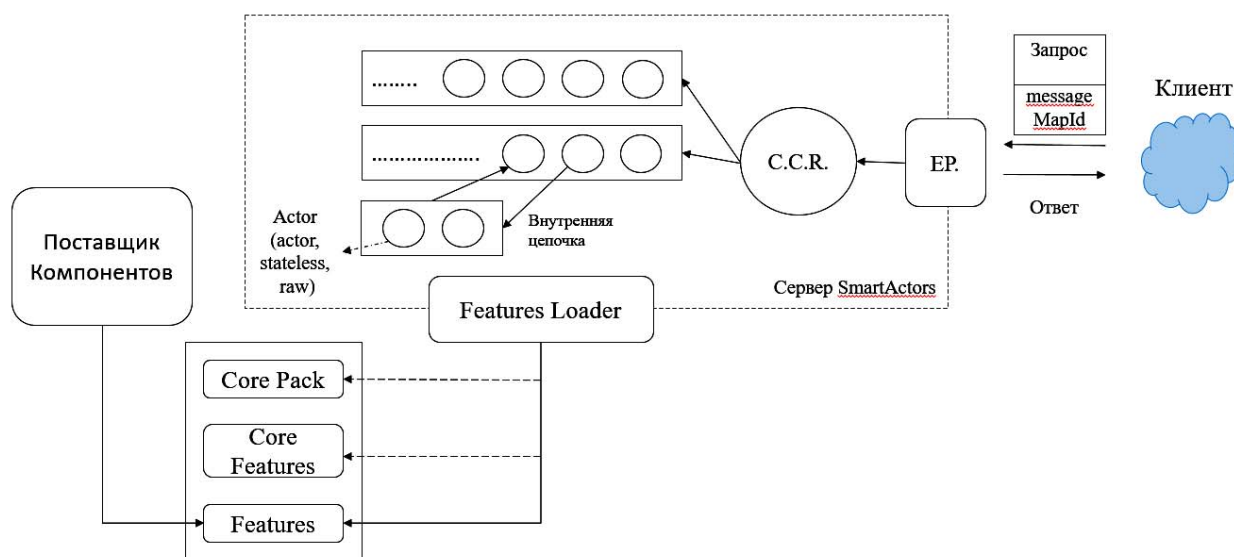 Запрос
message
MapId
Клиент
........
..................
C.C.R.
EP.
Ответ
Внутренняя
цепочка
Actor
(actor,
stateless,
raw)
Сервер SmartActors
Поставщик
Компонентов
Features Loader
Core Pack
Core
Features
Features